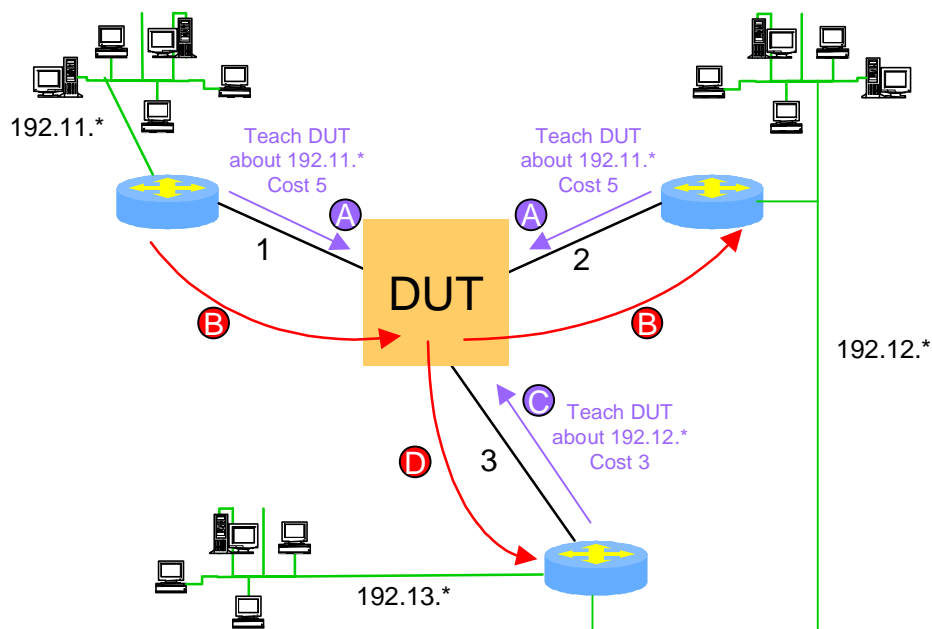 192.11.*
Teach DUT
about 192.11.*
Cost 5
A
1
Teach DUT
about 192.11.*
Cost 5
A
2
DUT
B
B
192.12.*
C
Teach DUT
about 192.12.*
Cost 3
3
D
192.13.*